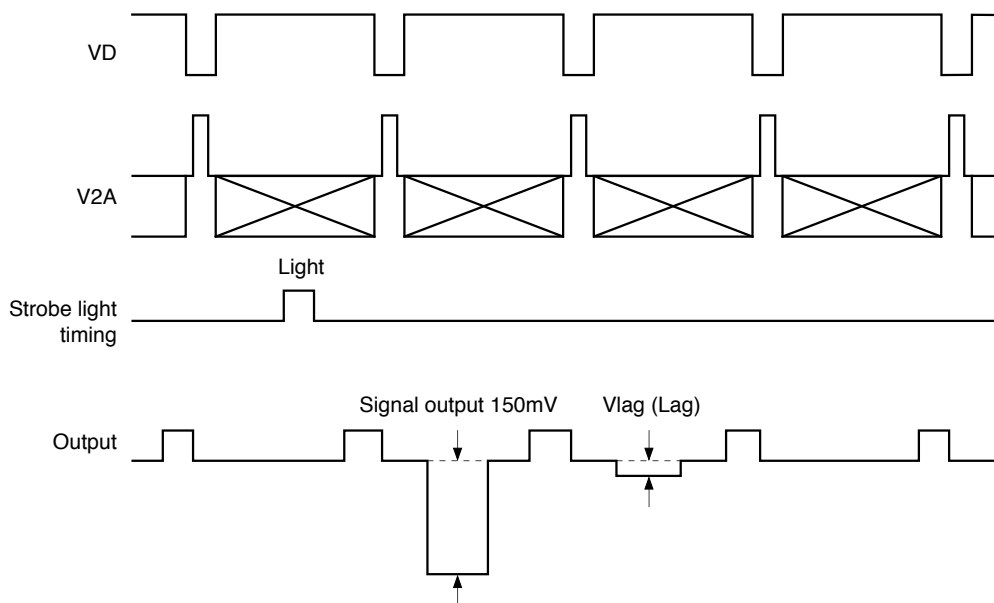 VD
V2A
Light
Strobe light
timing
Signal output 150mV
Vlag (Lag)
Output